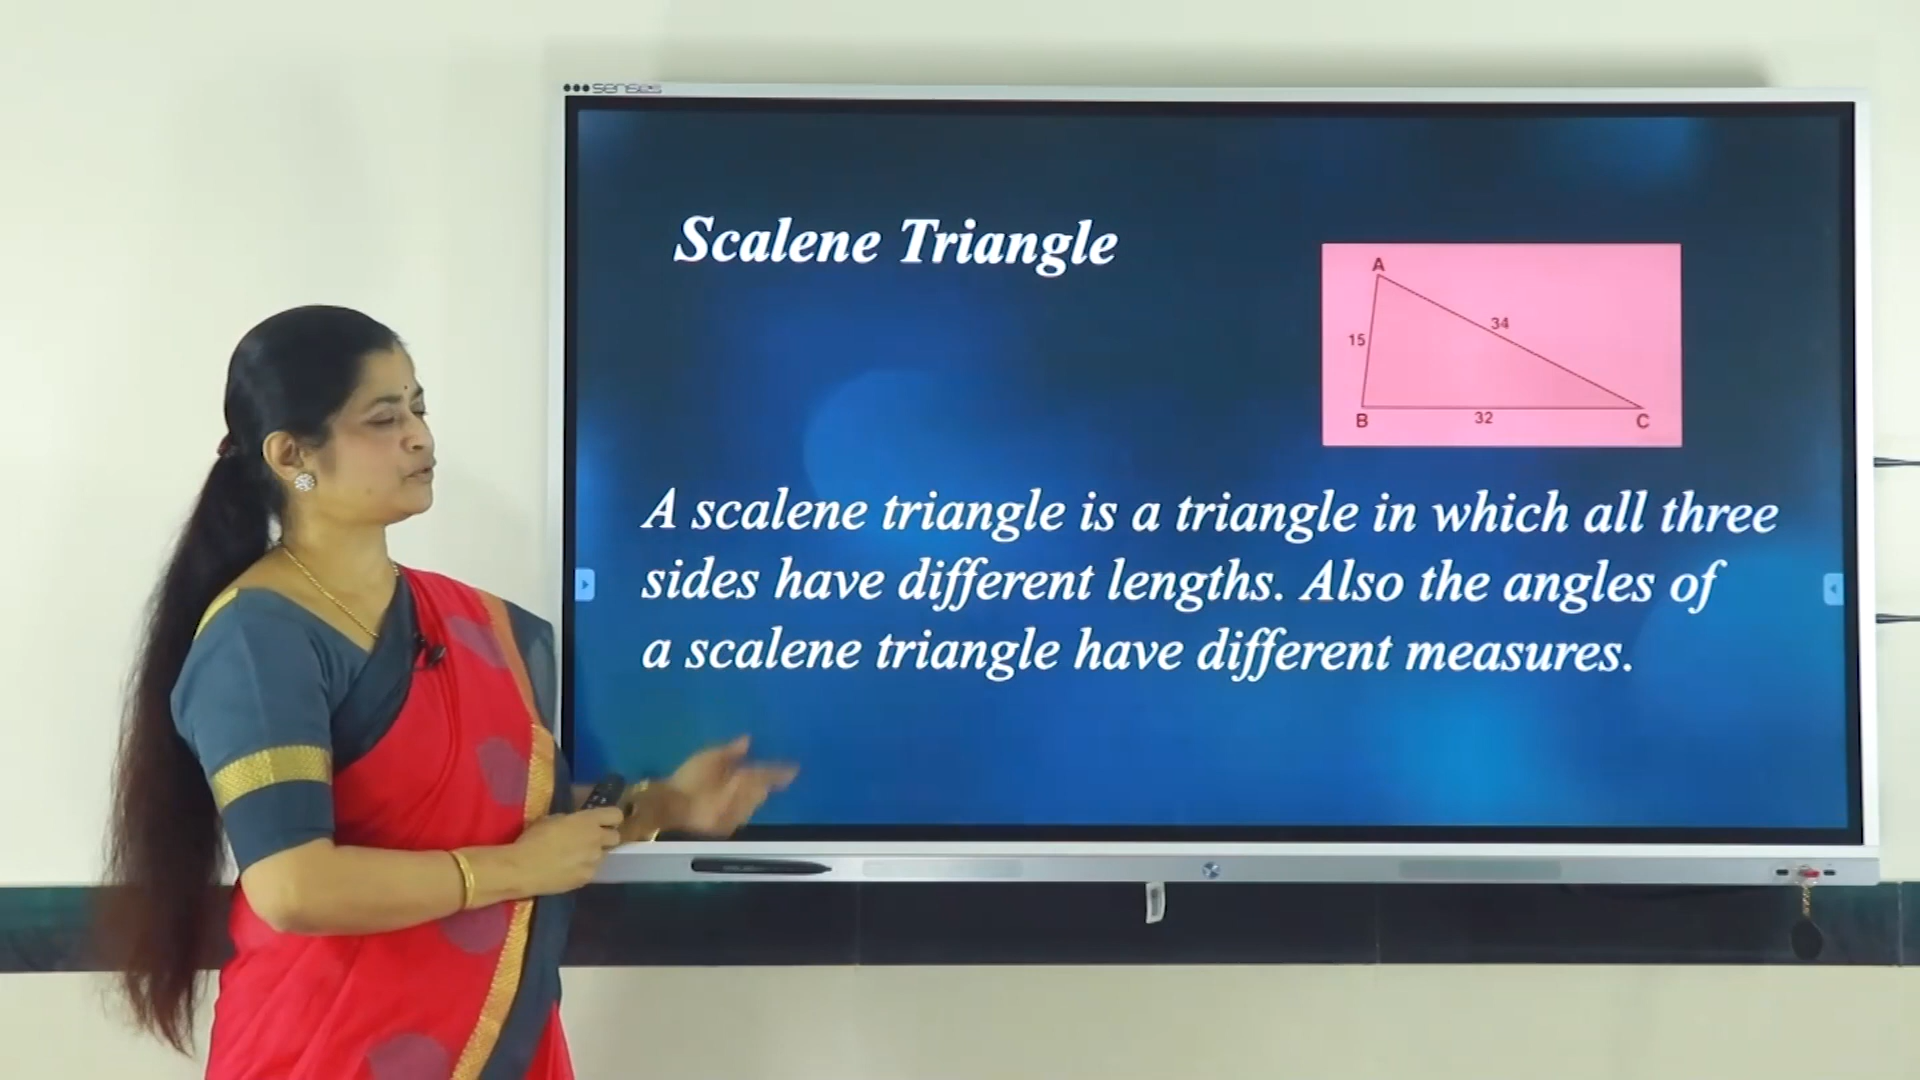 senses
Scalene Triangle
A
34
15
B
32
C
A scalene triangle is a triangle in which all three
sides have different lengths. Also the angles of
a scalene triangle have different measures.